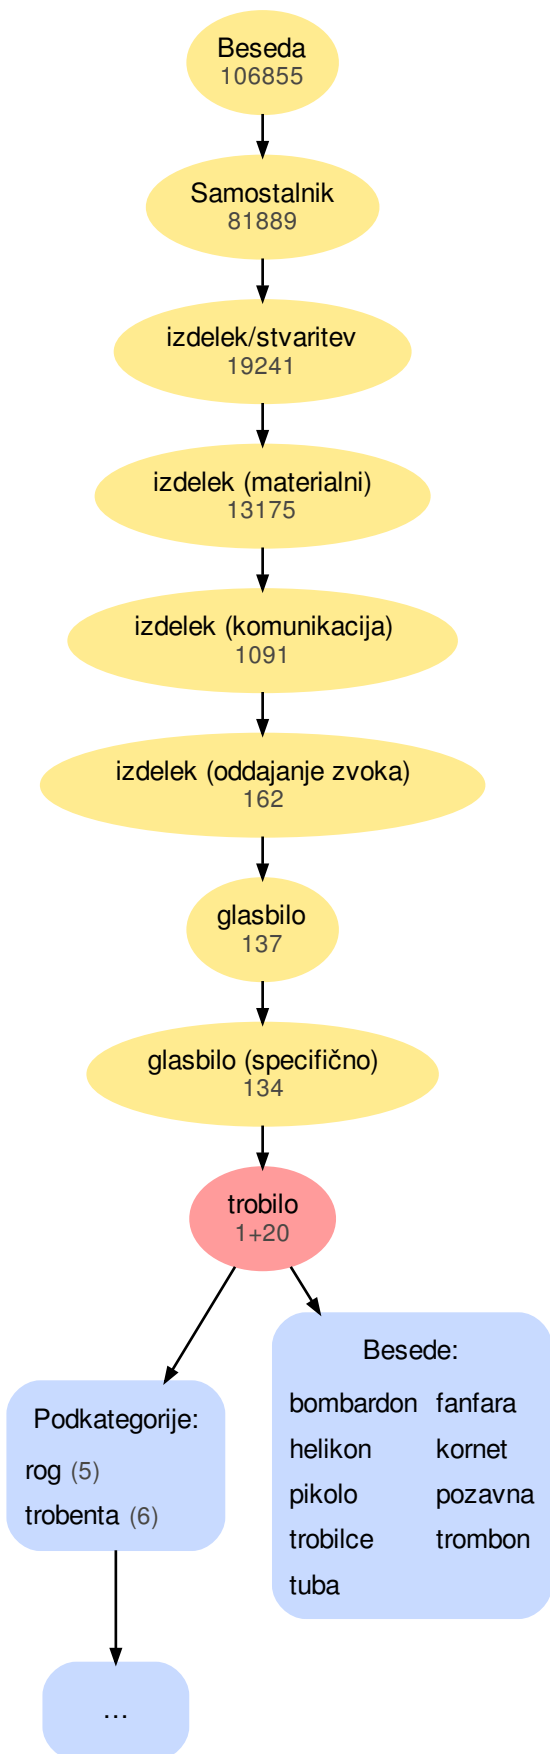 Beseda
106855
Samostalnik
81889
izdelek/stvaritev
19241
izdelek (materialni)
13175
izdelek (komunikacija)
1091
izdelek (oddajanje zvoka)
162
glasbilo
137
glasbilo (specifično)
134
trobilo
1+20
Podkategorije:
rog (5)
trobenta (6)
...
Besede:
bombardon fanfara
helikon kornet
pikolo pozavna
trobilce trombon
tuba